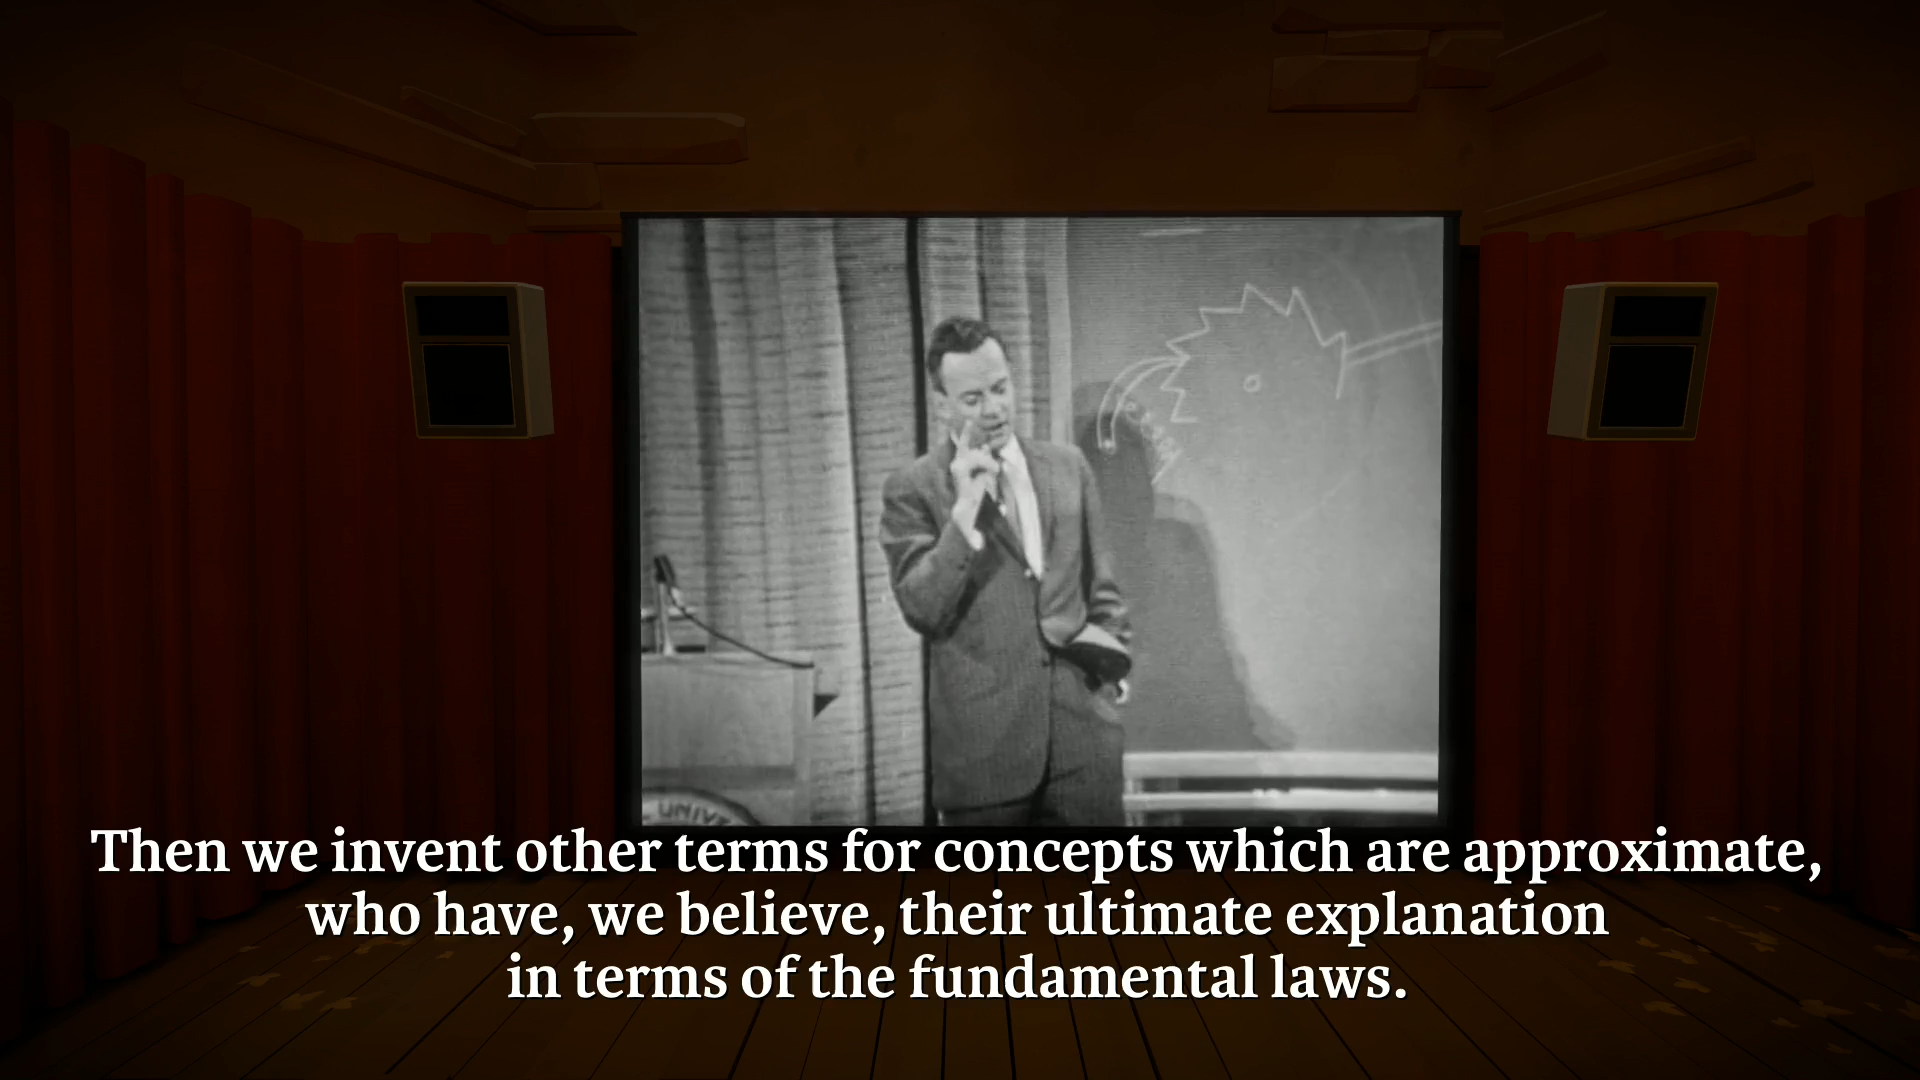 UNIV
Then we invent other terms for concepts which are approximate,
who have, we believe, their ultimate explanation
in terms of the fundamental laws.